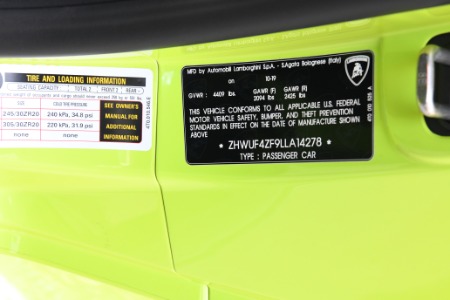 TIRE AND LOADING INFORMATION
SEATING CAPACITY TOTAL 2 FRONT 2 REAR
COLD TIRE PRESSURE
245/30ZR20 240 kPa, 34.8 psi
305/30ZR20 220 kPa, 31.9 psi
none none
SEE OWNER'S
MANUAL FOR
ADDITIONAL
INFORMATION
MFD by Automobili Lamborghini S.p.A. - S.Agata Bolognese (Italy)
on 10-19
GVWR : 4409 LBS GAWR (F) 2094 LBS GAWR (R) 2425 LBS
THIS VEHICLE CONFORMS TO ALL APPLICABLE U.S. FEDERAL
MOTOR VEHICLE SAFETY, BUMPER, AND THEFT PREVENTION
STANDARDS IN EFFECT ON THE DATE OF MANUFACTURE SHOWN
ABOVE
* ZHWUF4ZF9LLA14278 *
TYPE : PASSENGER CAR